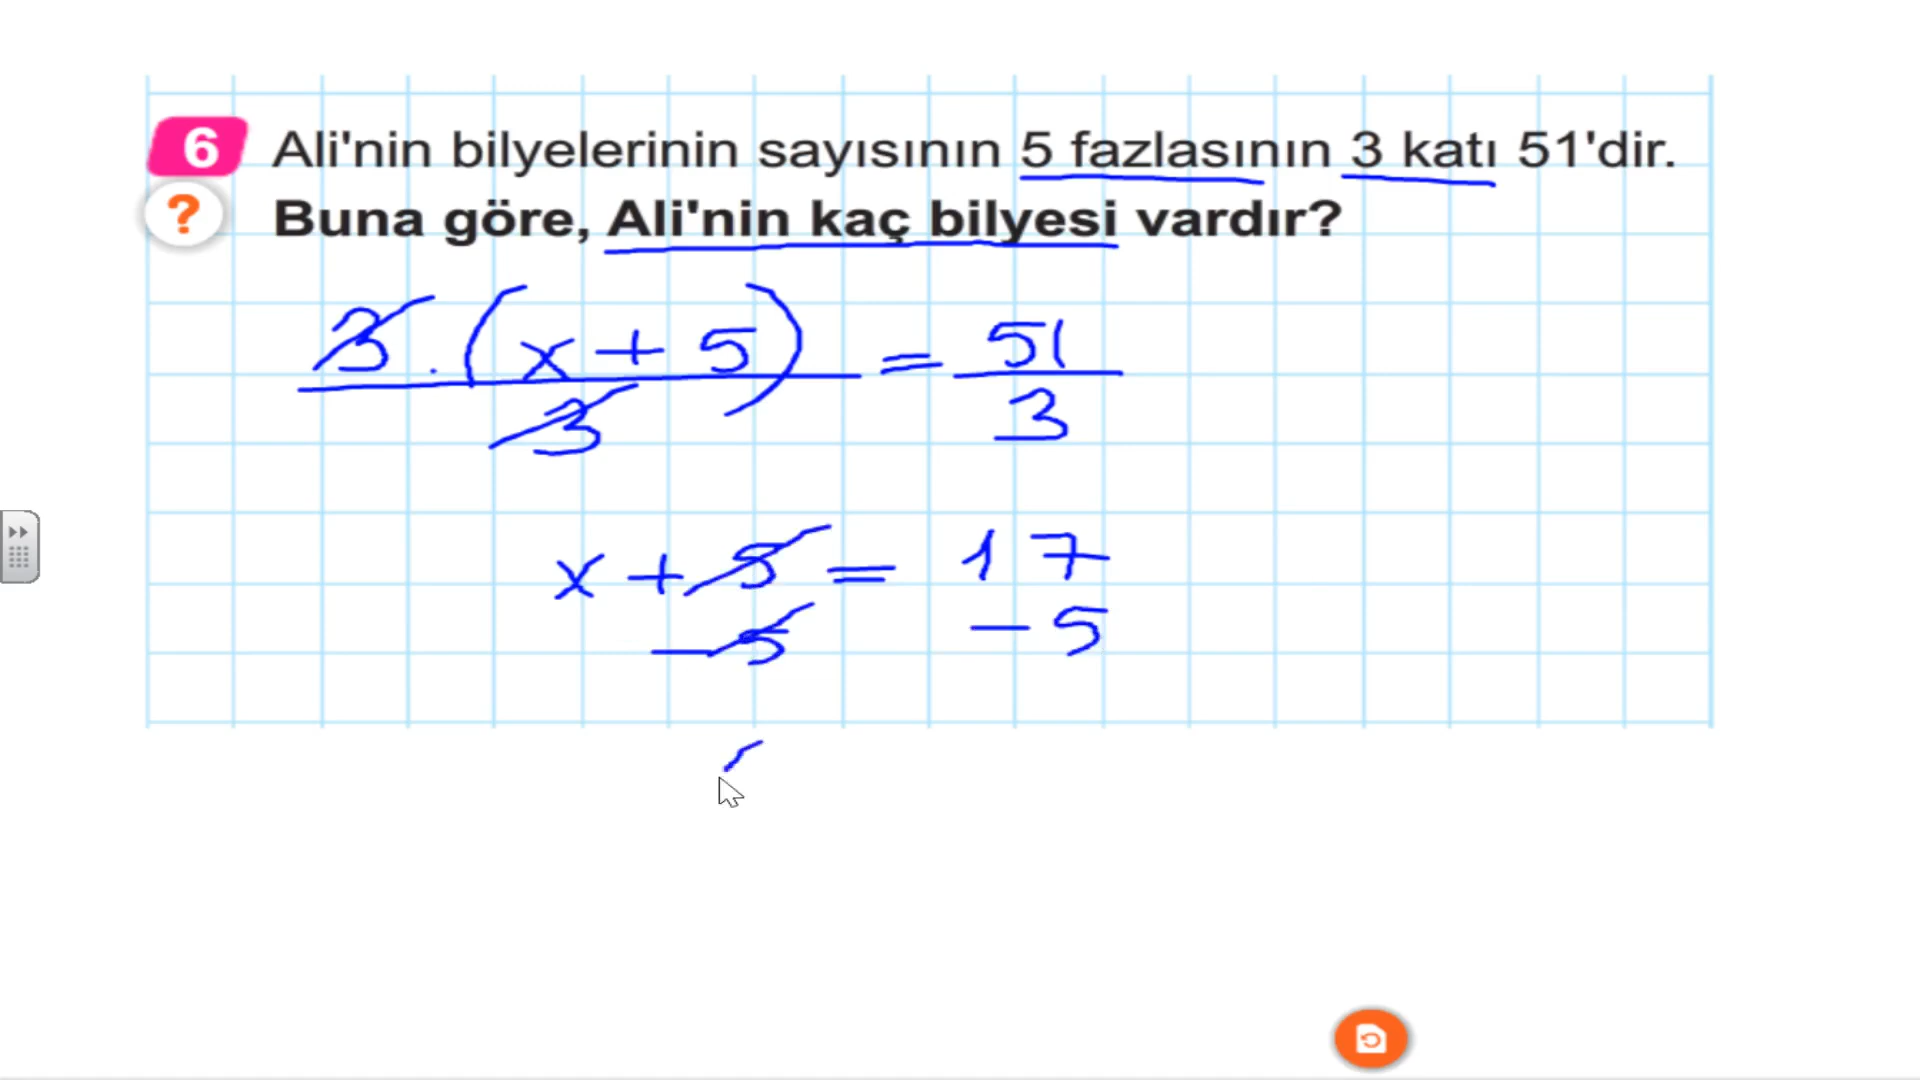 6 Ali'nin bilyelerinin sayısının 5 fazlasının 3 katı 51'dir.
? Buna göre, Ali'nin kaç bilyesi vardır?
3 . (x + 5) = 51
3 3
x + 5 = 17
- 5 - 5